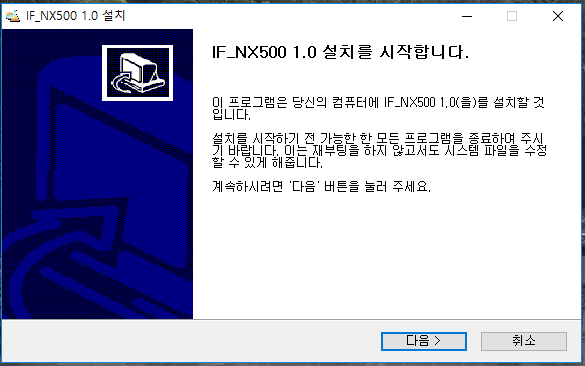 IF_NX500 1.0 설치
IF_NX500 1.0 설치를 시작합니다.
이 프로그램은 당신의 컴퓨터에 IF_NX500 1.0(을)를 설치할 것
입니다.
설치를 시작하기 전 가능한 한 모든 프로그램을 종료하여 주시
기 바랍니다. 이는 재부팅을 하지 않고서도 시스템 파일을 수정
할 수 있게 해줍니다.
계속하시려면 '다음' 버튼을 눌러 주세요.
다음 >
취소